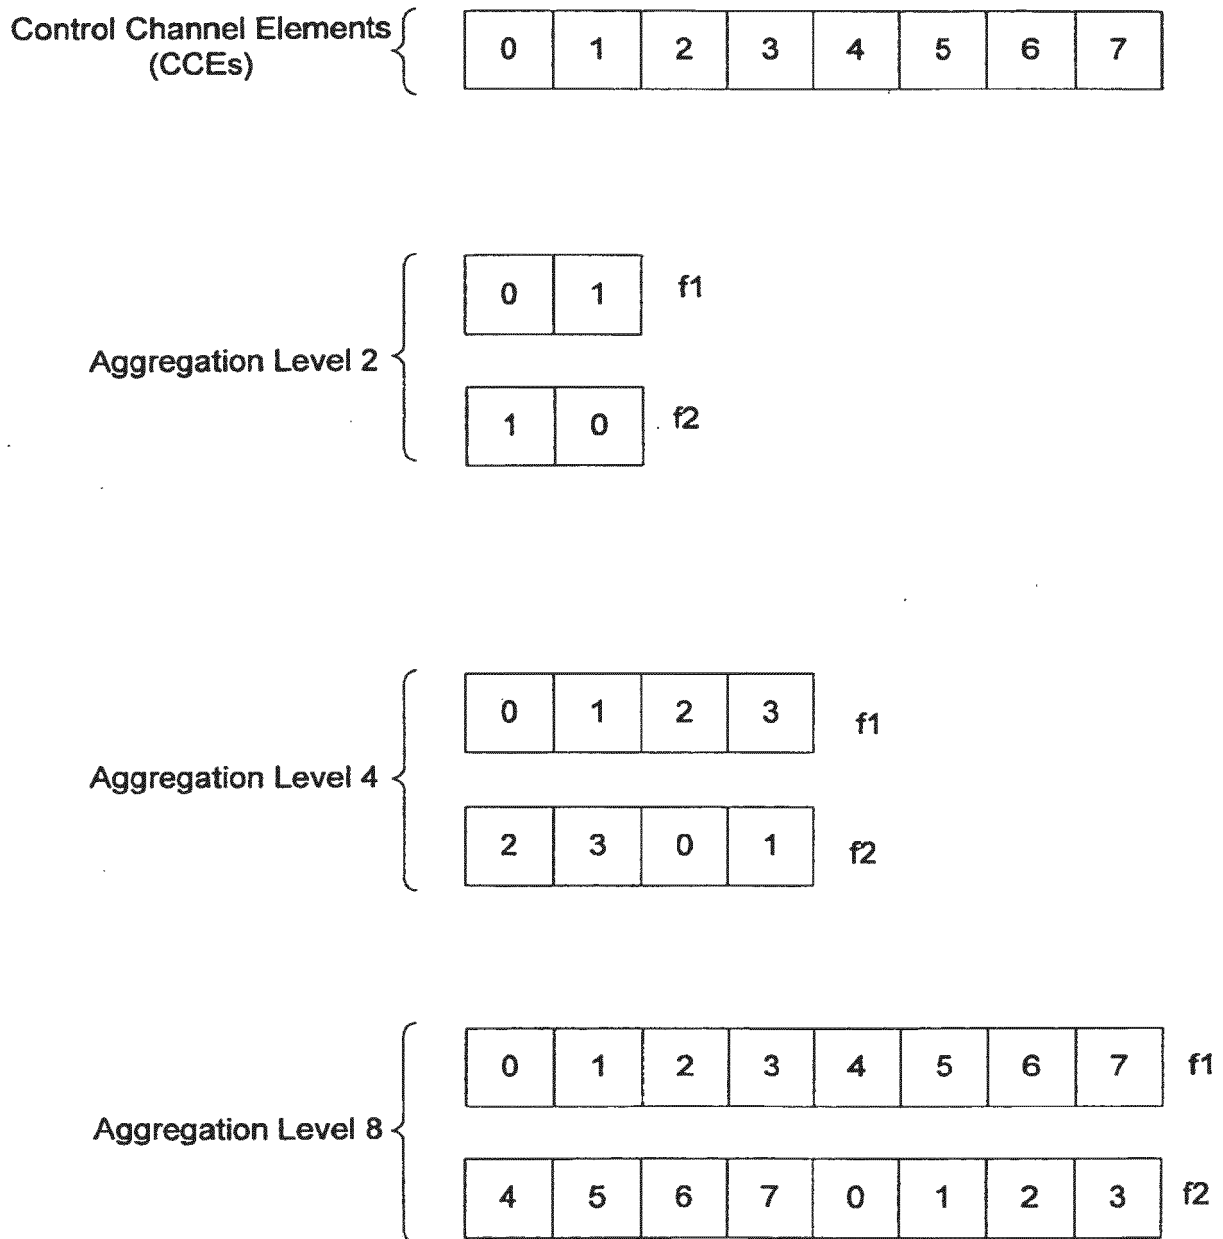 Control Channel Elements
(CCEs)
0 1 2 3 4 5 6 7
Aggregation Level 2
0 1 f1
1 0 f2
Aggregation Level 4
0 1 2 3 f1
2 3 0 1 f2
Aggregation Level 8
0 1 2 3 4 5 6 7 f1
4 5 6 7 0 1 2 3 f2